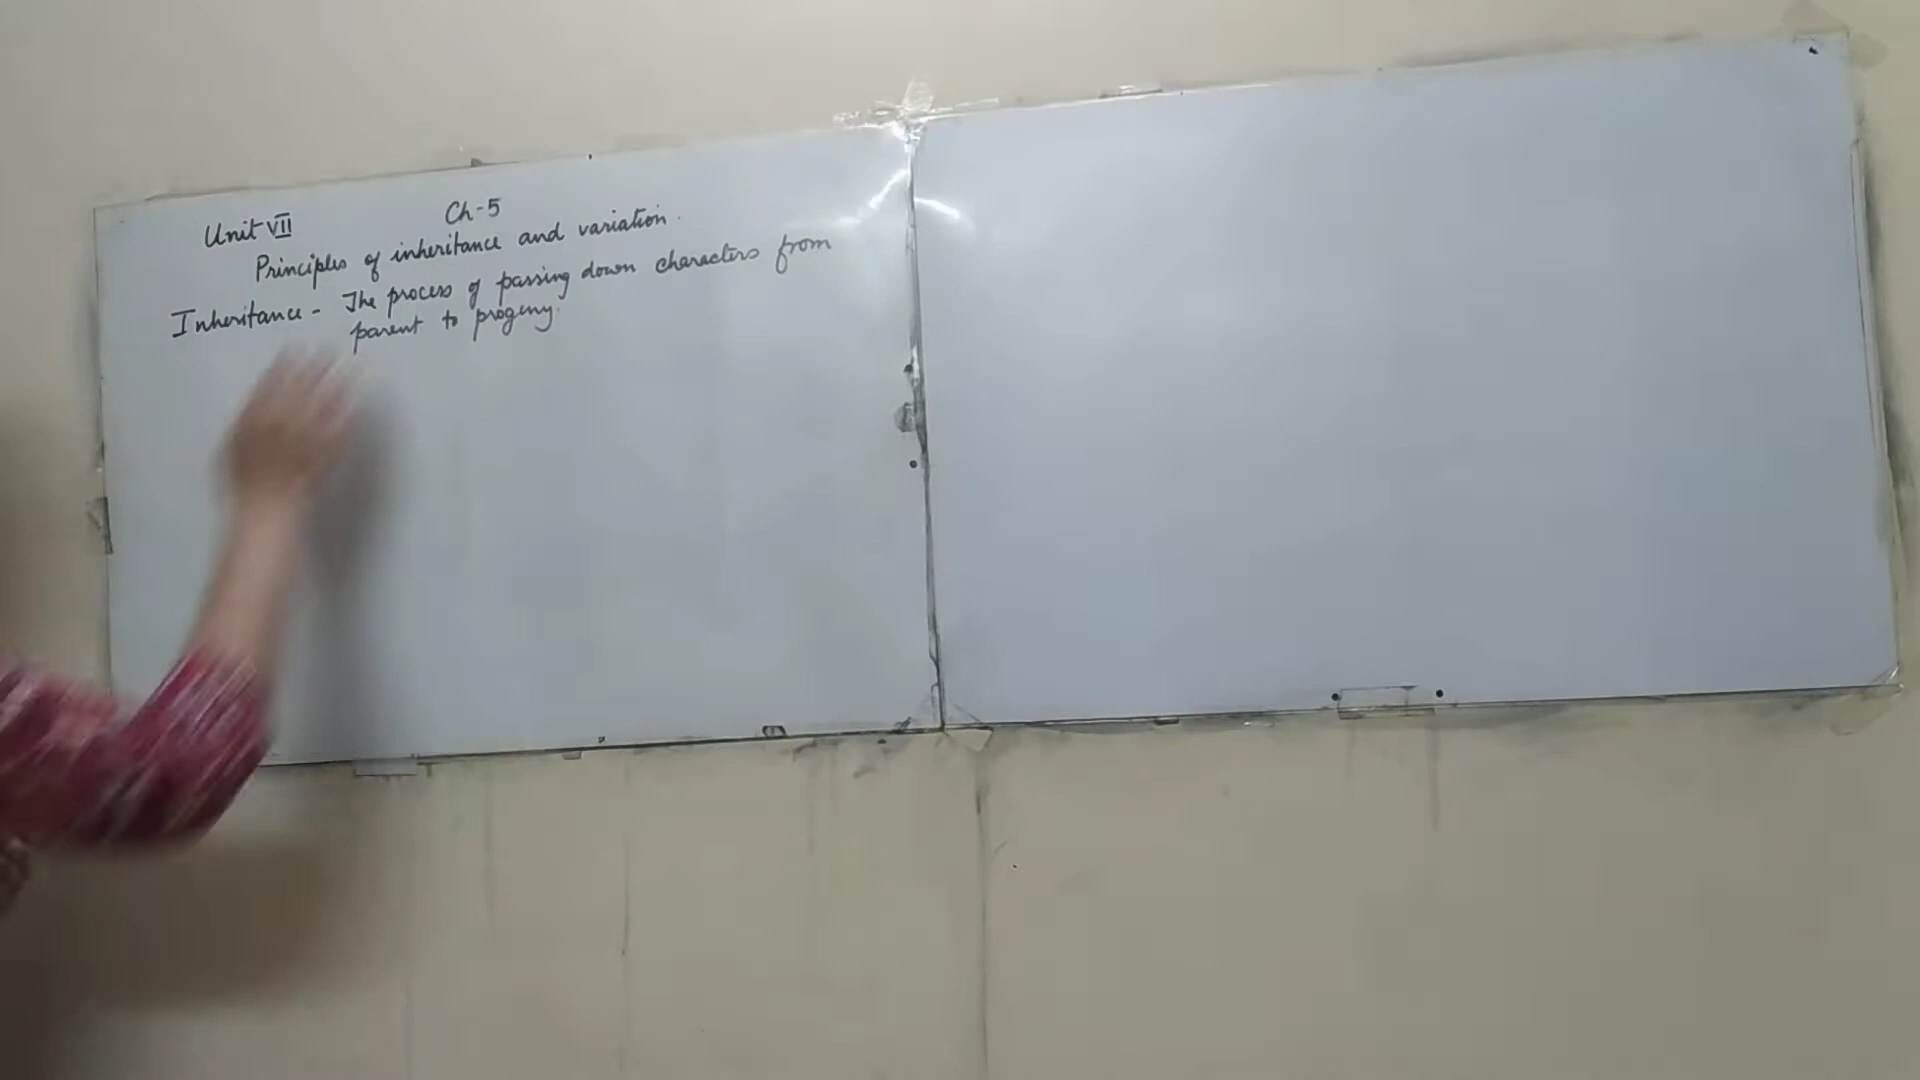 Unit VII Ch-5
Principles of inheritance and variation.
Inheritance - The process of passing down characters from
parent to progeny.